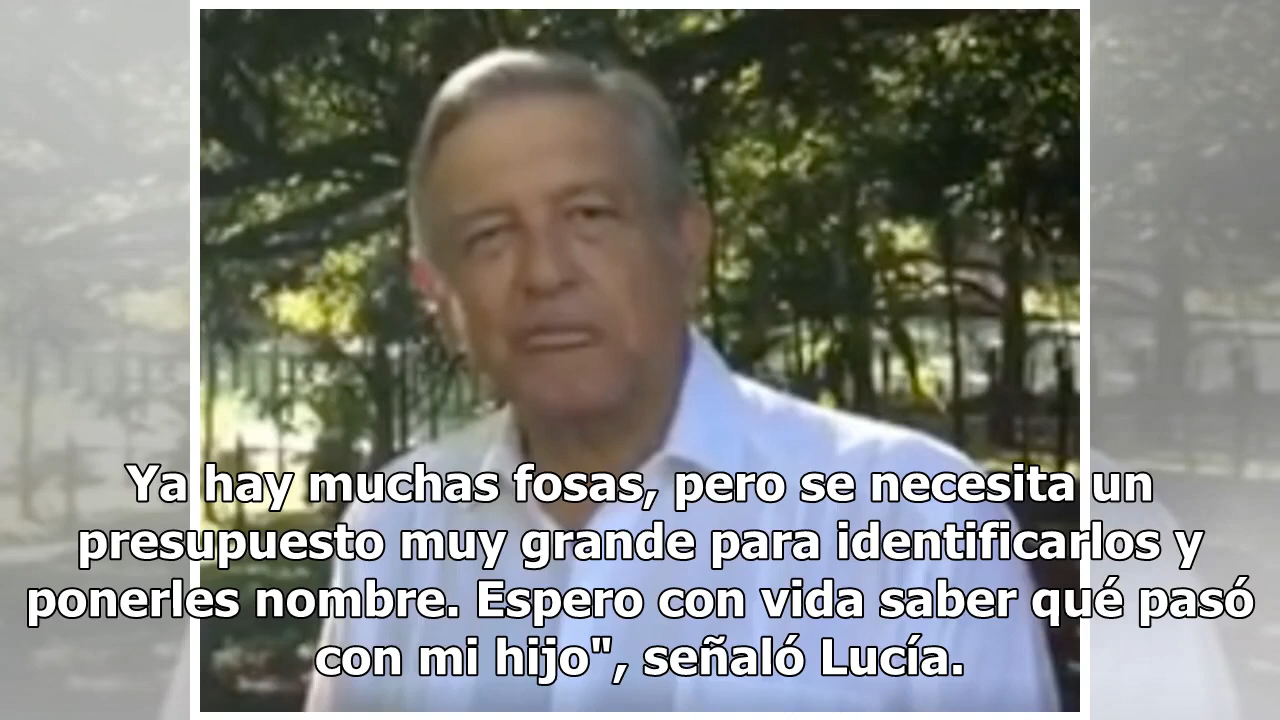 Ya hay muchas fosas, pero se necesita un
presupuesto muy grande para identificarlos y
ponerles nombre. Espero con vida saber qué pasó
con mi hijo", señaló Lucía.